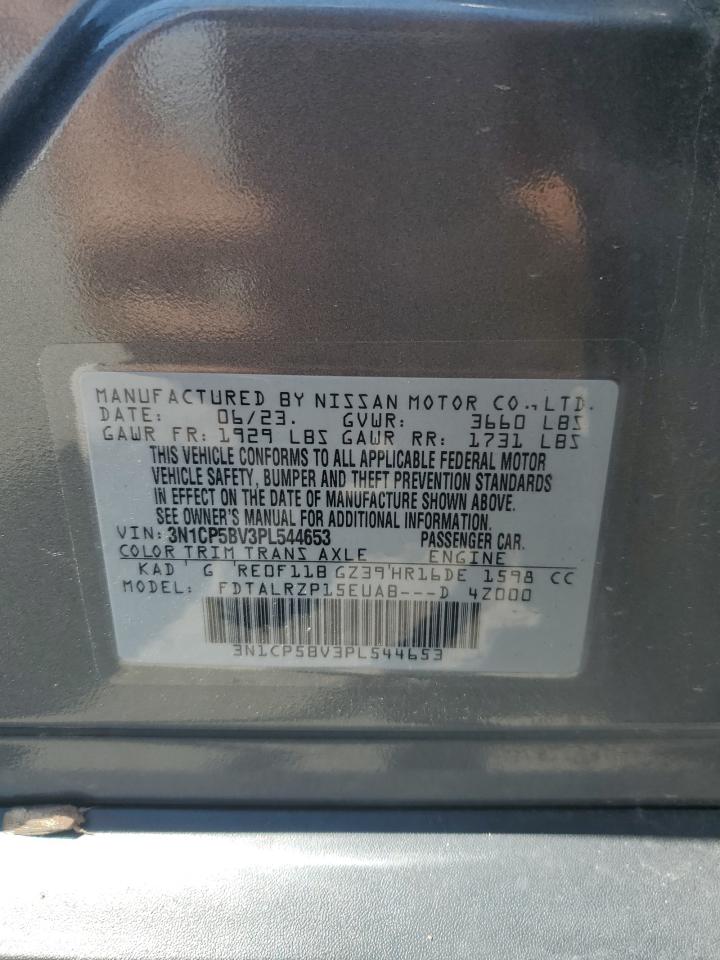 MANUFACTURED BY NISSAN MOTOR CO., LTD.
DATE: 06/23. GVWR: 3660 LBS
GAWR FR: 1929 LBS GAWR RR: 1731 LBS
THIS VEHICLE CONFORMS TO ALL APPLICABLE FEDERAL MOTOR
VEHICLE SAFETY, BUMPER AND THEFT PREVENTION STANDARDS
IN EFFECT ON THE DATE OF MANUFACTURE SHOWN ABOVE.
SEE OWNER'S MANUAL FOR ADDITIONAL INFORMATION.
VIN: 3N1CP5BV3PL544653 PASSENGER CAR.
COLOR TRIM TRANS AXLE ENGINE
KAD G RE0F11B GZ39 HR16DE 1598 CC
MODEL: FDTALRZP15EUAB---D 4Z000
3N1CP5BV3PL544653